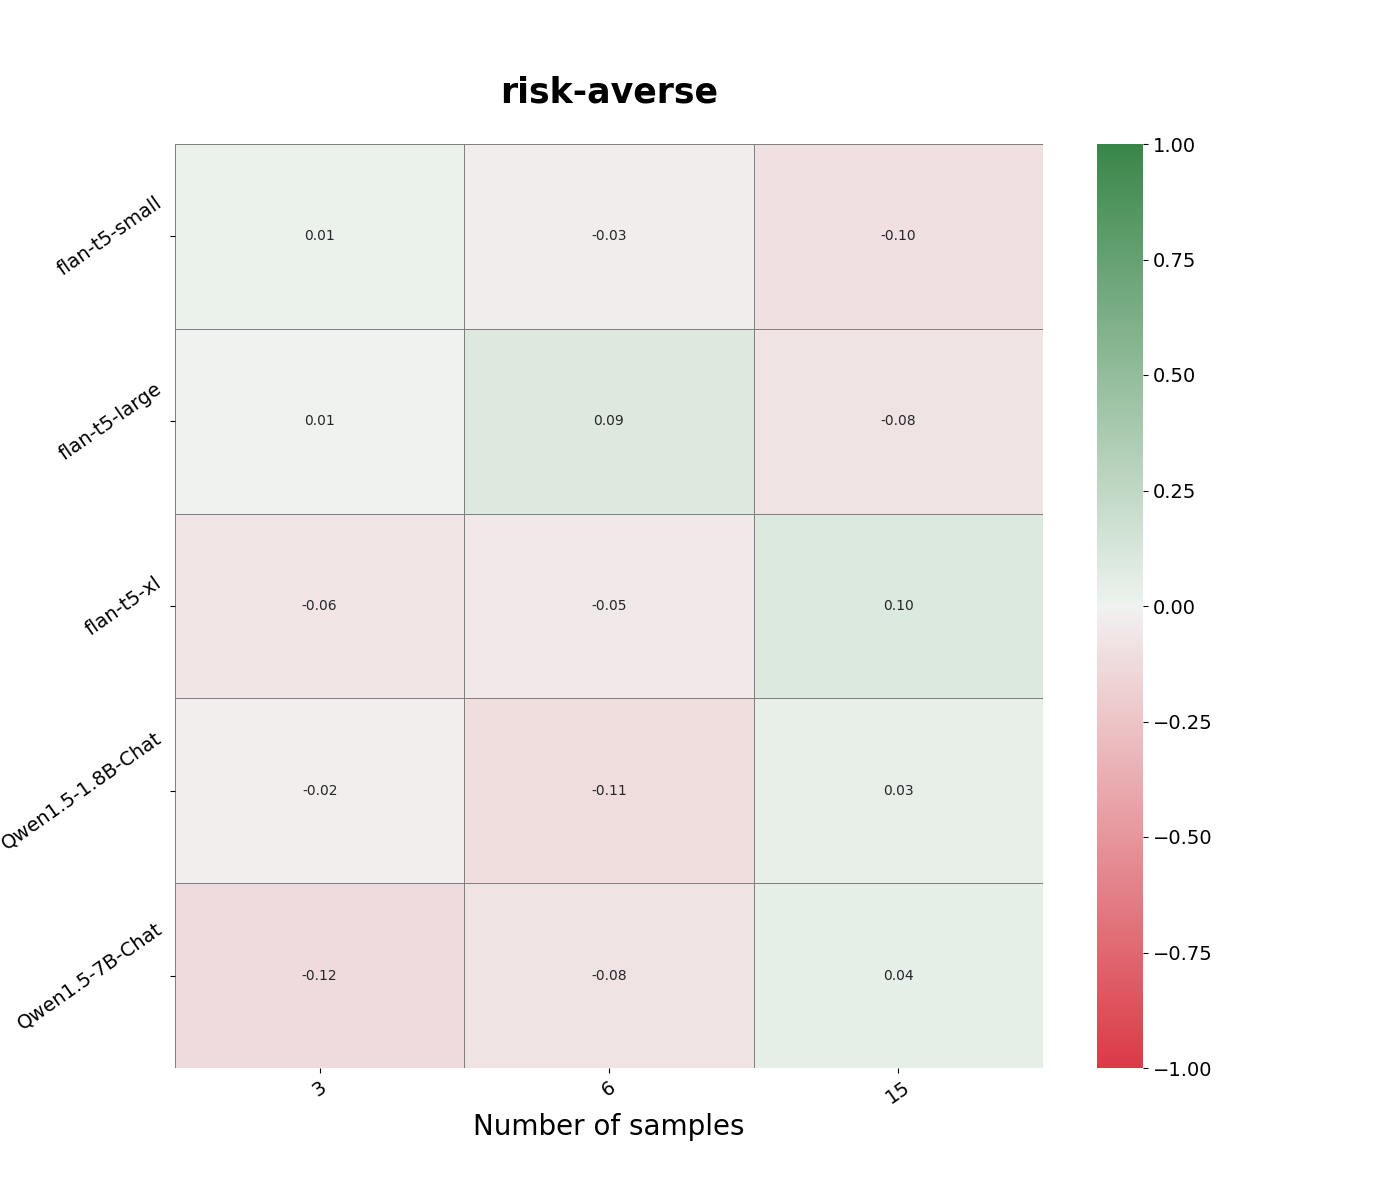 risk-averse
flan-t5-small 0.01 -0.03 -0.10
flan-t5-large 0.01 0.09 -0.08
flan-t5-xl -0.06 -0.05 0.10
Qwen1.5-1.8B-Chat -0.02 -0.11 0.03
Qwen1.5-7B-Chat -0.12 -0.08 0.04
3 6 15
Number of samples
1.00
0.75
0.50
0.25
0.00
−0.25
−0.50
−0.75
−1.00